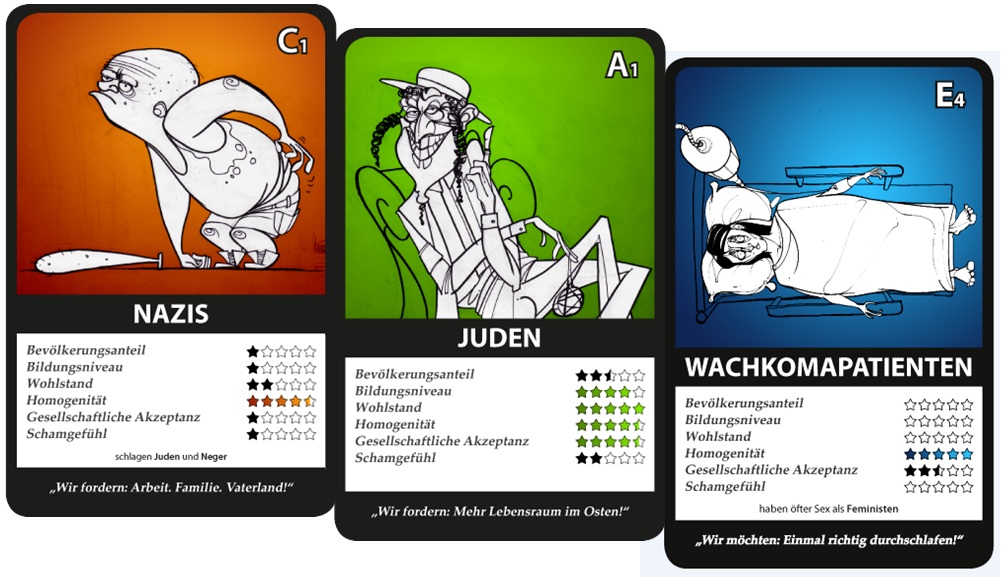 C1
NAZIS
Bevölkerungsanteil
Bildungsniveau
Wohlstand
Homogenität
Gesellschaftliche Akzeptanz
Schamgefühl
schlagen Juden und Neger
„Wir fordern: Arbeit. Familie. Vaterland!“
A1
JUDEN
Bevölkerungsanteil
Bildungsniveau
Wohlstand
Homogenität
Gesellschaftliche Akzeptanz
Schamgefühl
„Wir fordern: Mehr Lebensraum im Osten!“
E4
WACHKOMAPATIENTEN
Bevölkerungsanteil
Bildungsniveau
Wohlstand
Homogenität
Gesellschaftliche Akzeptanz
Schamgefühl
haben öfter Sex als Feministen
„Wir möchten: Einmal richtig durchschlafen!“